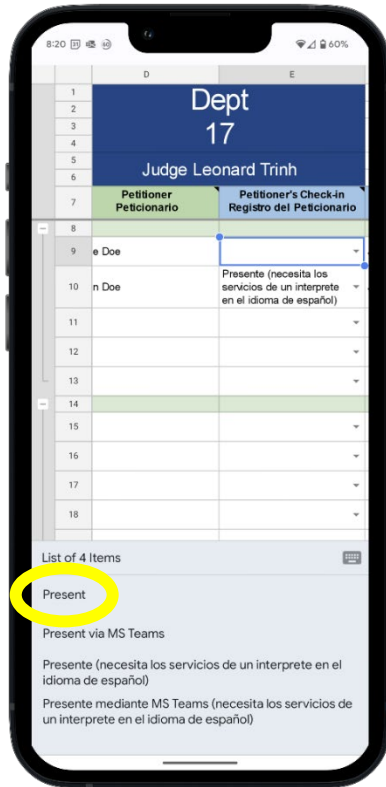 8:20 31 60 60%
D E
1
2 Dept
3
4 17
5
6 Judge Leonard Trinh
7 Petitioner Petitioner's Check-in
Peticionario Registro del Peticionario
8
9 e Doe
10 n Doe Presente (necesita los
servicios de un interprete
en el idioma de español)
11
12
13
14
15
16
17
18
List of 4 Items
Present
Present via MS Teams
Presente (necesita los servicios de un interprete en el
idioma de español)
Presente mediante MS Teams (necesita los servicios de
un interprete en el idioma de español)